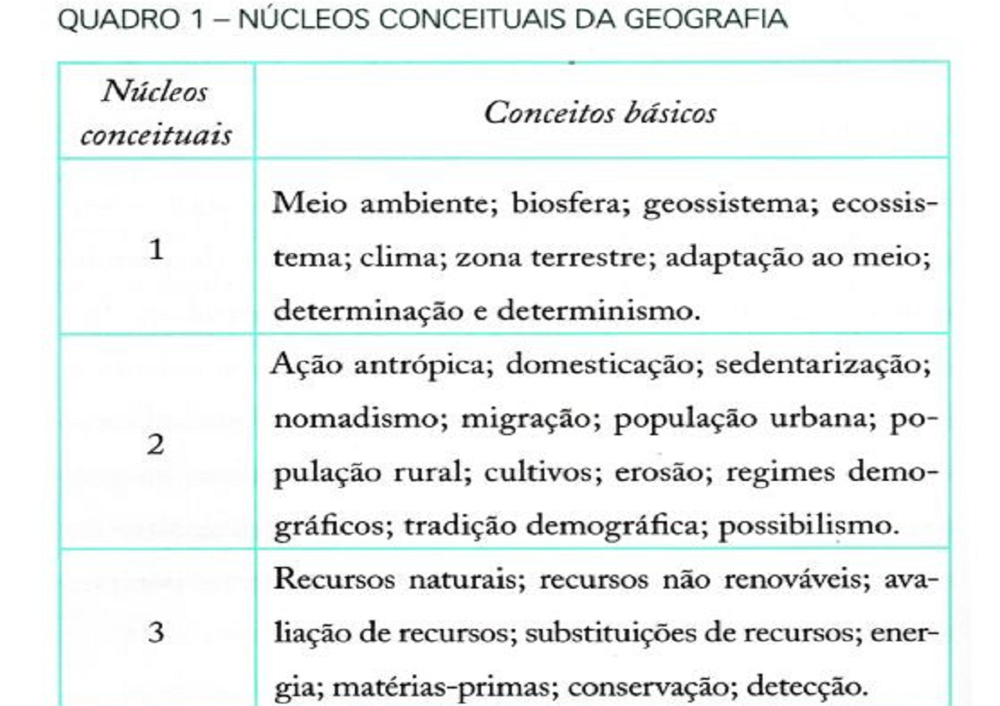 QUADRO 1 – NÚCLEOS CONCEITUAIS DA GEOGRAFIA
Núcleos
conceituais
Conceitos básicos
1
Meio ambiente; biosfera; geossistema; ecossis-
tema; clima; zona terrestre; adaptação ao meio;
determinação e determinismo.
2
Ação antrópica; domesticação; sedentarização;
nomadismo; migração; população urbana; po-
pulação rural; cultivos; erosão; regimes demo-
gráficos; tradição demográfica; possibilismo.
3
Recursos naturais; recursos não renováveis; ava-
liação de recursos; substituições de recursos; ener-
gia; matérias-primas; conservação; detecção.